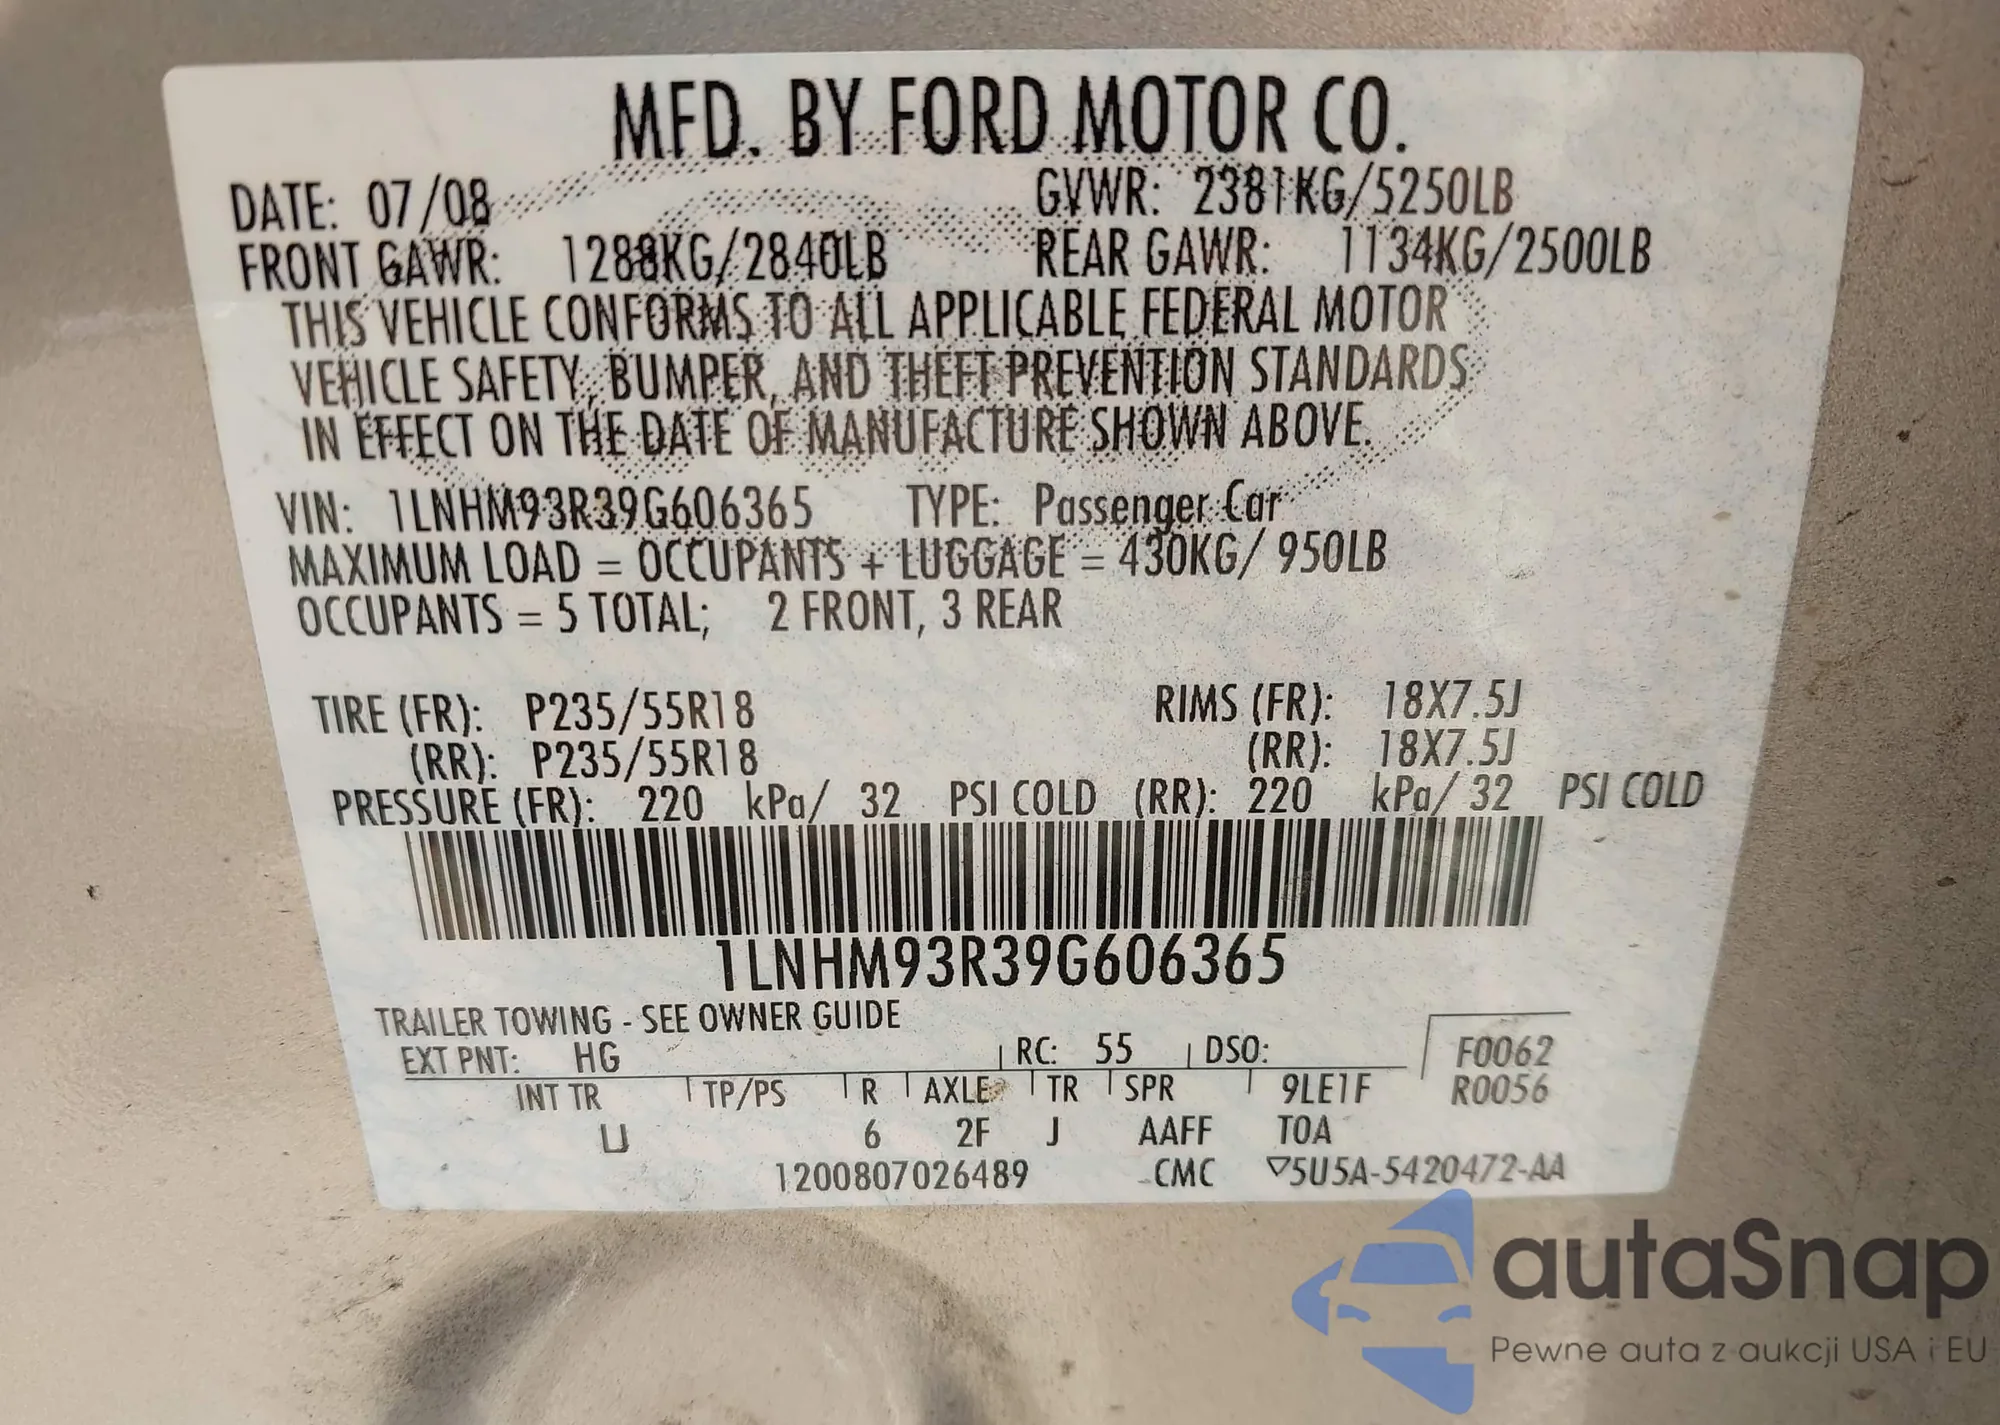 MFD. BY FORD MOTOR CO.
DATE: 07/08 GVWR: 2381KG/5250LB
FRONT GAWR: 1288KG/2840LB REAR GAWR: 1134KG/2500LB
THIS VEHICLE CONFORMS TO ALL APPLICABLE FEDERAL MOTOR
VEHICLE SAFETY, BUMPER, AND THEFT PREVENTION STANDARDS
IN EFFECT ON THE DATE OF MANUFACTURE SHOWN ABOVE.
VIN: 1LNHM93R39G606365 TYPE: Passenger Car
MAXIMUM LOAD = OCCUPANTS + LUGGAGE = 430KG/ 950LB
OCCUPANTS = 5 TOTAL; 2 FRONT, 3 REAR
TIRE (FR): P235/55R18 RIMS (FR): 18X7.5J
(RR): P235/55R18 (RR): 18X7.5J
PRESSURE (FR): 220 kPa/ 32 PSI COLD (RR): 220 kPa/ 32 PSI COLD
1LNHM93R39G606365
TRAILER TOWING - SEE OWNER GUIDE
EXT PNT: HG RC: 55 DSO: F0062
INT TR TP/PS R AXLE TR SPR 9LE1F R0056
U 6 2F J AAFF TOA
1200807026489 CMC ▽5U5A-5420472-AA
autaSnap
Pewne auta z aukcji USA i EU